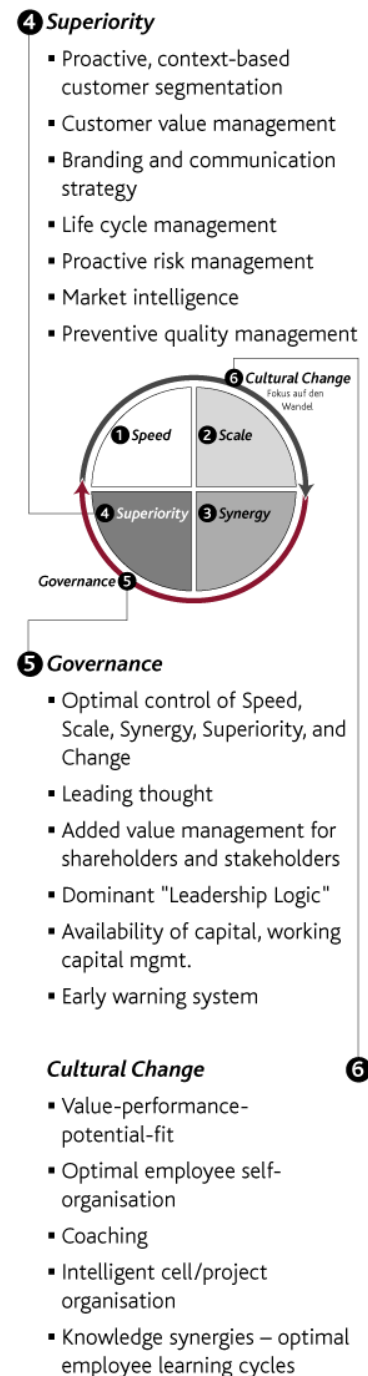 4 Superiority
▪ Proactive, context-based
customer segmentation
▪ Customer value management
▪ Branding and communication
strategy
▪ Life cycle management
▪ Proactive risk management
▪ Market intelligence
▪ Preventive quality management
6 Cultural Change
Fokus auf den
Wandel
1 Speed
2 Scale
4 Superiority
3 Synergy
Governance 5
5 Governance
▪ Optimal control of Speed,
Scale, Synergy, Superiority, and
Change
▪ Leading thought
▪ Added value management for
shareholders and stakeholders
▪ Dominant "Leadership Logic"
▪ Availability of capital, working
capital mgmt.
▪ Early warning system
Cultural Change 6
▪ Value-performance-
potential-fit
▪ Optimal employee self-
organisation
▪ Coaching
▪ Intelligent cell/project
organisation
▪ Knowledge synergies – optimal
employee learning cycles